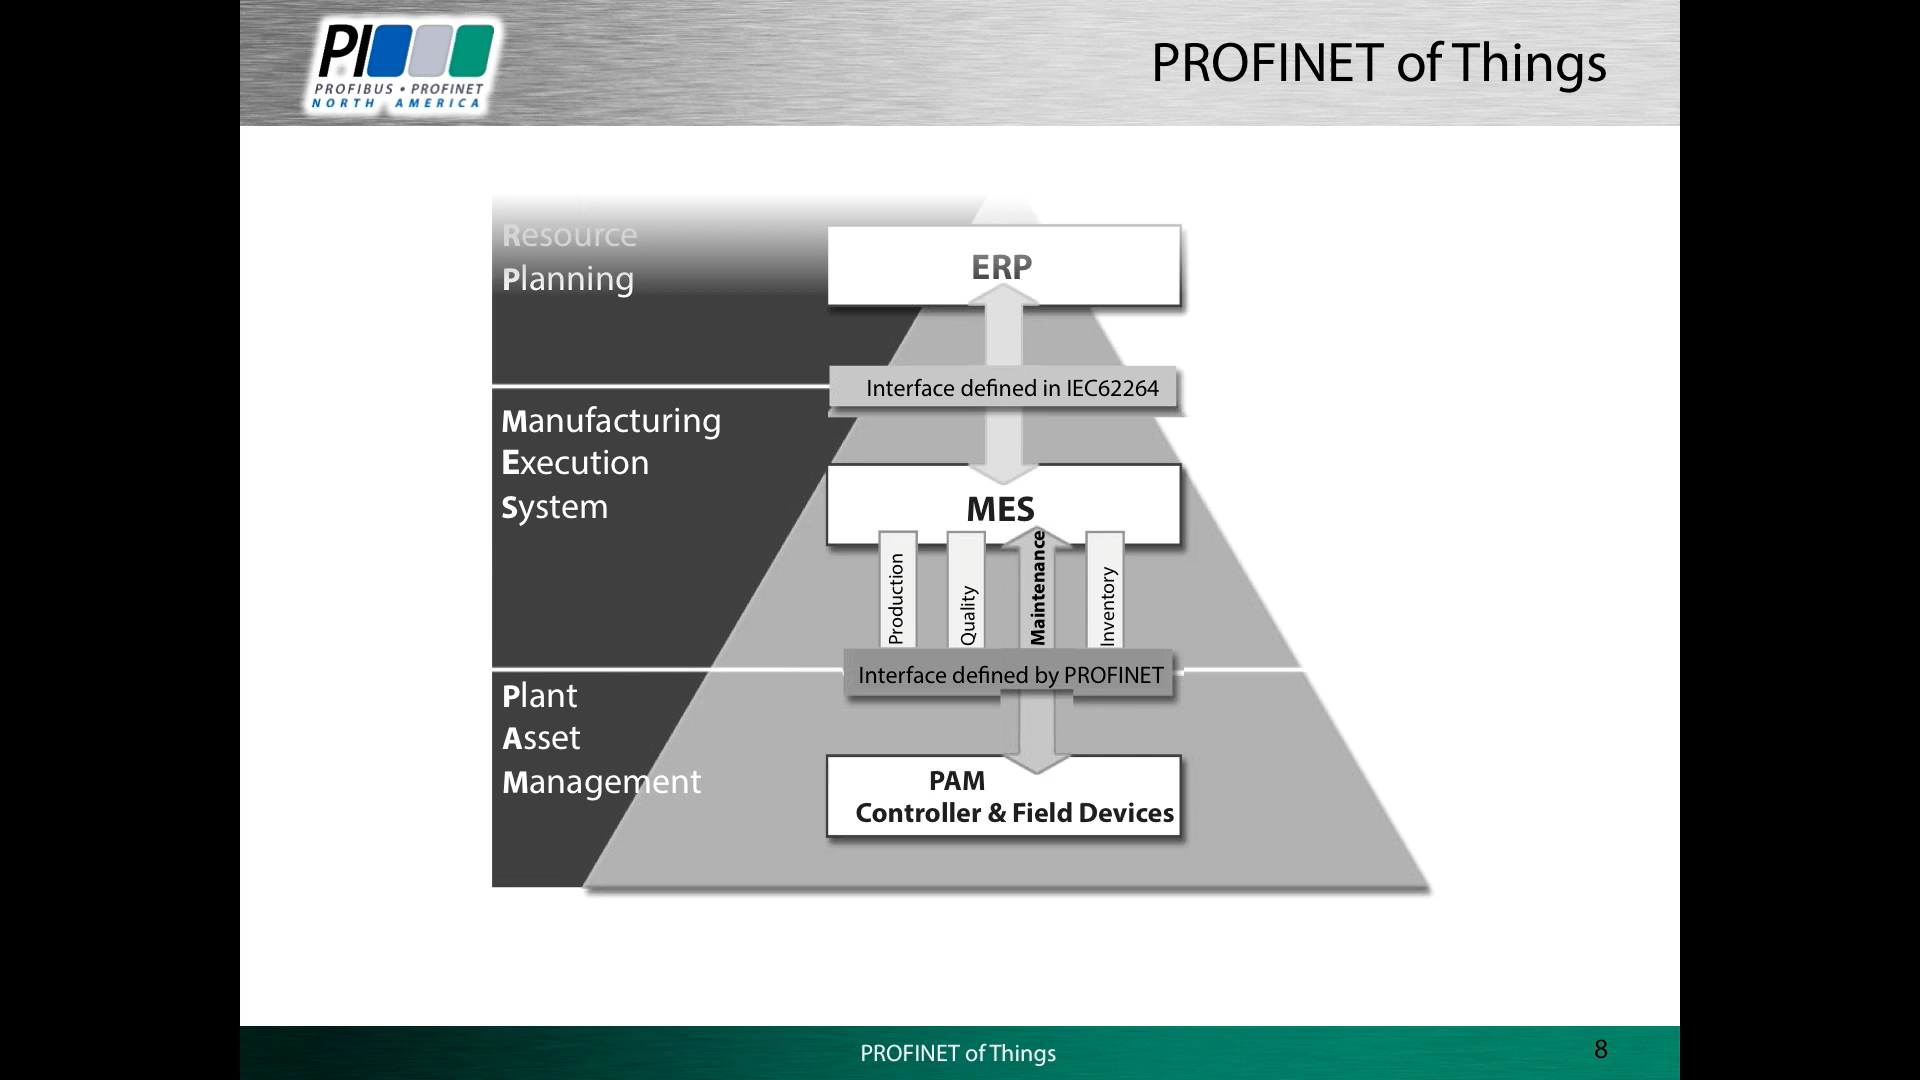 PI
PROFIBUS • PROFINET
NORTH AMERICA
PROFINET of Things
Resource
Planning
ERP
Interface defined in IEC62264
Manufacturing
Execution
System
MES
Production
Quality
Maintenance
Inventory
Interface defined by PROFINET
Plant
Asset
Management
PAM
Controller & Field Devices
PROFINET of Things
8